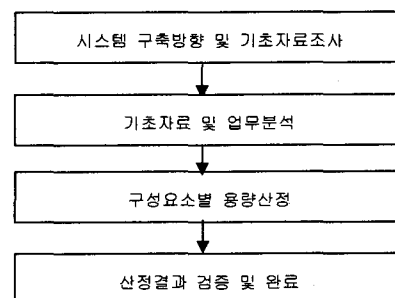 시스템 구축방향 및 기초자료조사
기초자료 및 업무분석
구성요소별 용량산정
산정결과 검증 및 완료